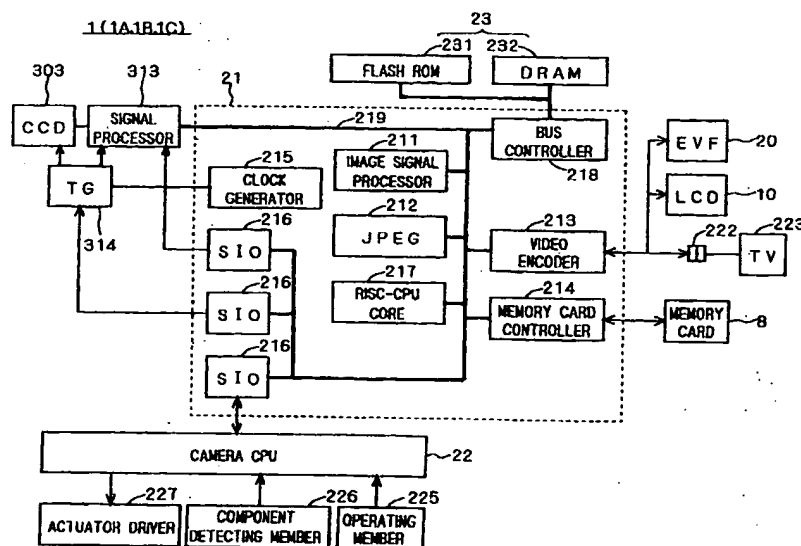 1(1A,1B,1C)
23
231
232
FLASH ROM
DRAM
303
313
21
CCD
SIGNAL PROCESSOR
219
BUS CONTROLLER
218
EVF
20
211
IMAGE SIGNAL PROCESSOR
215
CLOCK GENERATOR
TG
314
LCD
10
212
JPEG
213
VIDEO ENCODER
222
223
TV
216
SIO
217
RISC-CPU CORE
214
MEMORY CARD CONTROLLER
MEMORY CARD
8
216
SIO
216
SIO
CAMERA CPU
22
227
ACTUATOR DRIVER
226
COMPONENT DETECTING MEMBER
225
OPERATING MEMBER